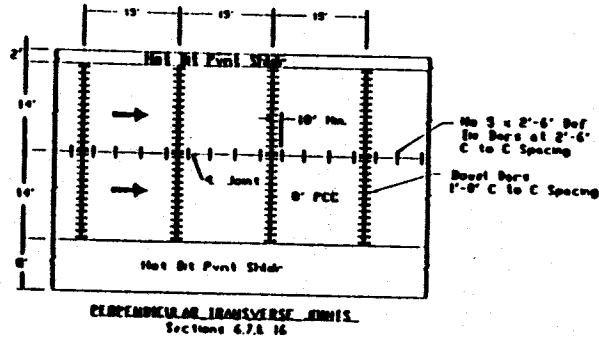 15' 15' 15'
2'
Hot Bit Pvmt Shldr
14'
10" Mn.
No 5 x 2'-6" Def
Tie Bars at 2'-6"
C to C Spacing
Joint
8" PCC
Dowel Bars
1'-0" C to C Spacing
14'
Hot Bit Pvmt Shldr
8'
PERPENDICULAR TRANSVERSE JOINTS
Sections 6,7,& 16